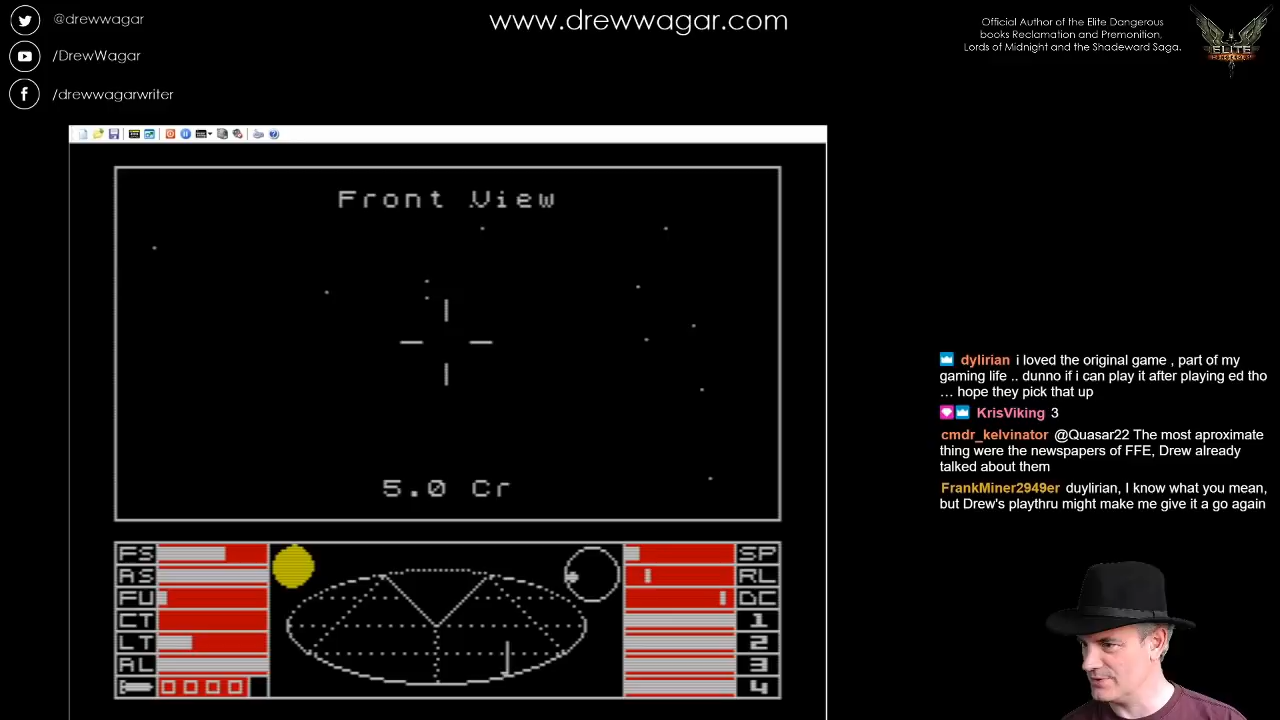 @drewwagar
/DrewWagar
/drewwagarwriter
www.drewwagar.com
Official Author of the Elite Dangerous
books Reclamation and Premonition,
Lords of Midnight and the Shadeward Saga.
ELITE
DANGEROUS
Front View
5.0 Cr
FS
AS
FU
CT
LT
AL
0000
SP
RL
DC
1
2
3
4
dylirian i loved the original game , part of my
gaming life .. dunno if i can play it after playing ed tho
… hope they pick that up
KrisViking 3
cmdr_kelvinator @Quasar22 The most aproximate
thing were the newspapers of FFE, Drew already
talked about them
FrankMiner2949er duylirian, I know what you mean,
but Drew's playthru might make me give it a go again